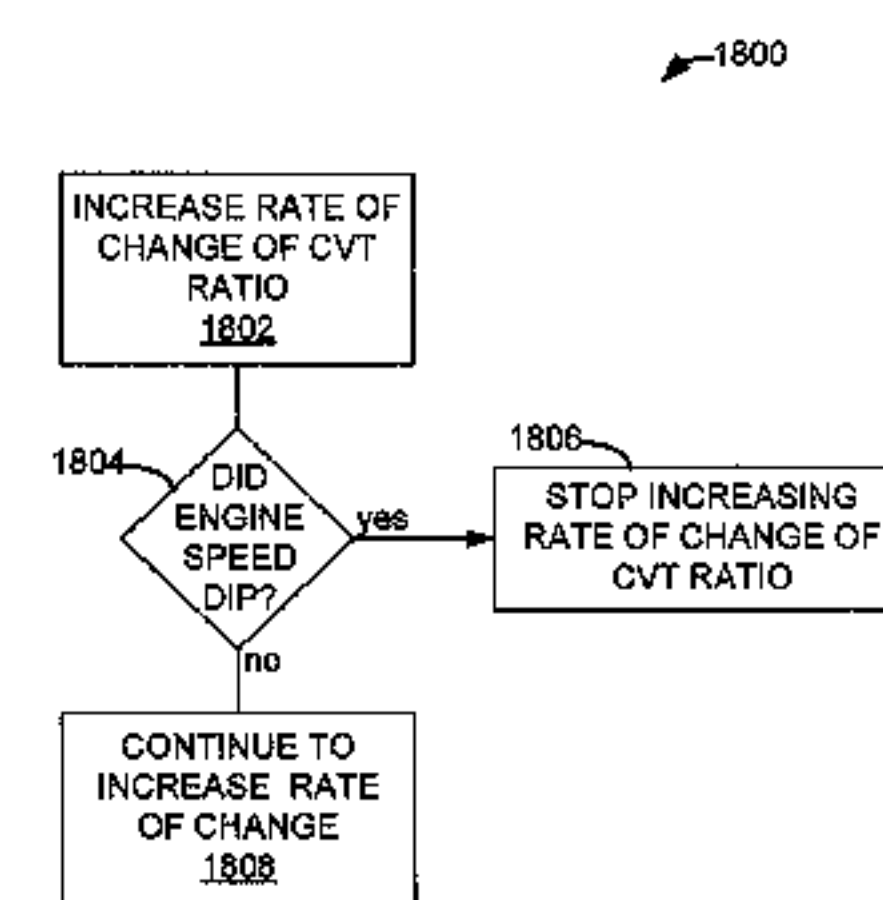 1800
INCREASE RATE OF
CHANGE OF CVT
RATIO
1802
1804
DID
ENGINE
SPEED
DIP?
yes
1806
STOP INCREASING
RATE OF CHANGE OF
CVT RATIO
no
CONTINUE TO
INCREASE RATE
OF CHANGE
1808